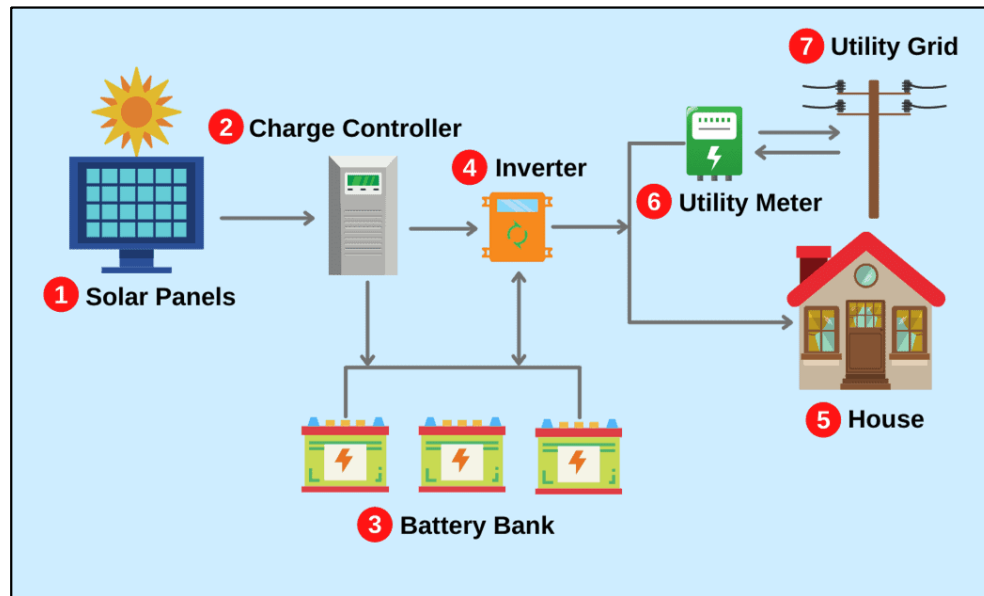 7 Utility Grid
2 Charge Controller
4 Inverter
6 Utility Meter
1 Solar Panels
5 House
3 Battery Bank